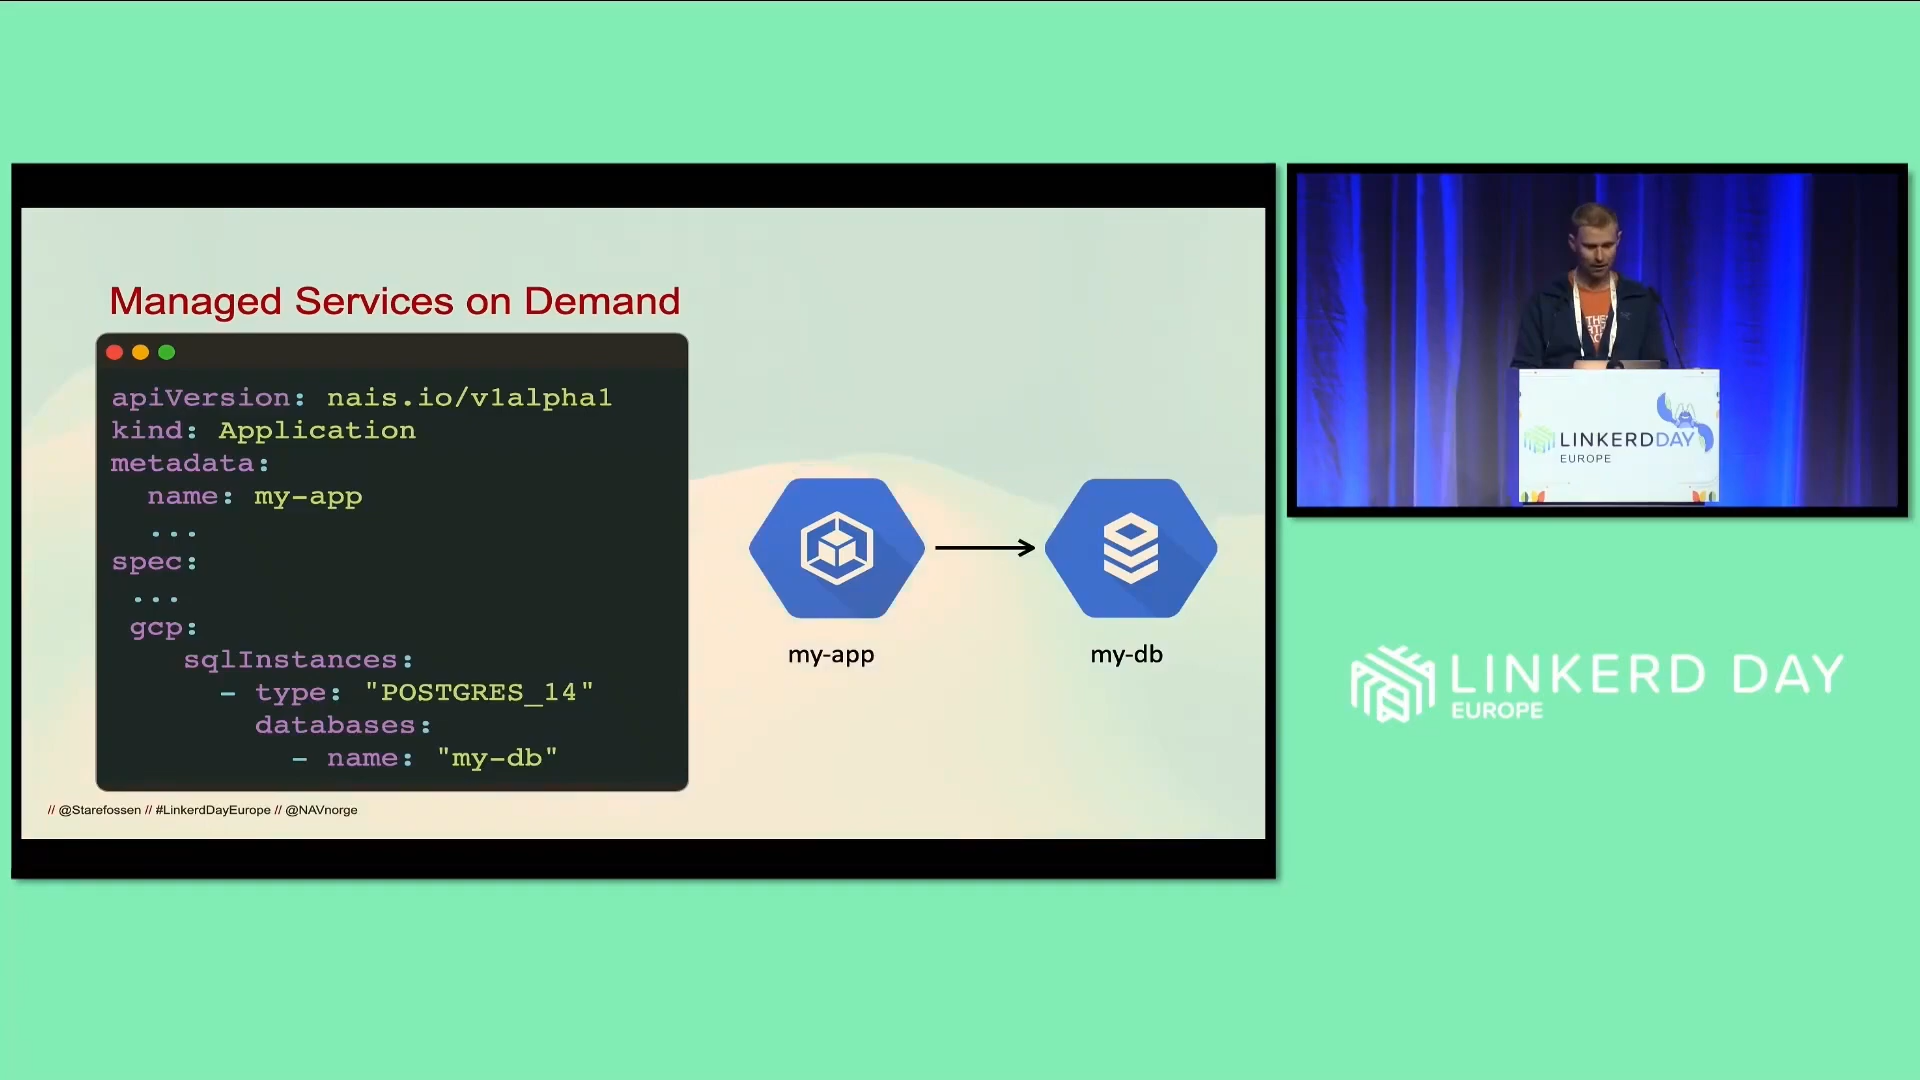 Managed Services on Demand
apiVersion: nais.io/v1alpha1
kind: Application
metadata:
name: my-app
...
spec:
...
gcp:
sqlInstances:
- type: "POSTGRES_14"
databases:
- name: "my-db"
my-app
my-db
// @Starefossen // #LinkerdDayEurope // @NAVnorge
THE
LINKERDDAY
EUROPE
LINKERD DAY
EUROPE